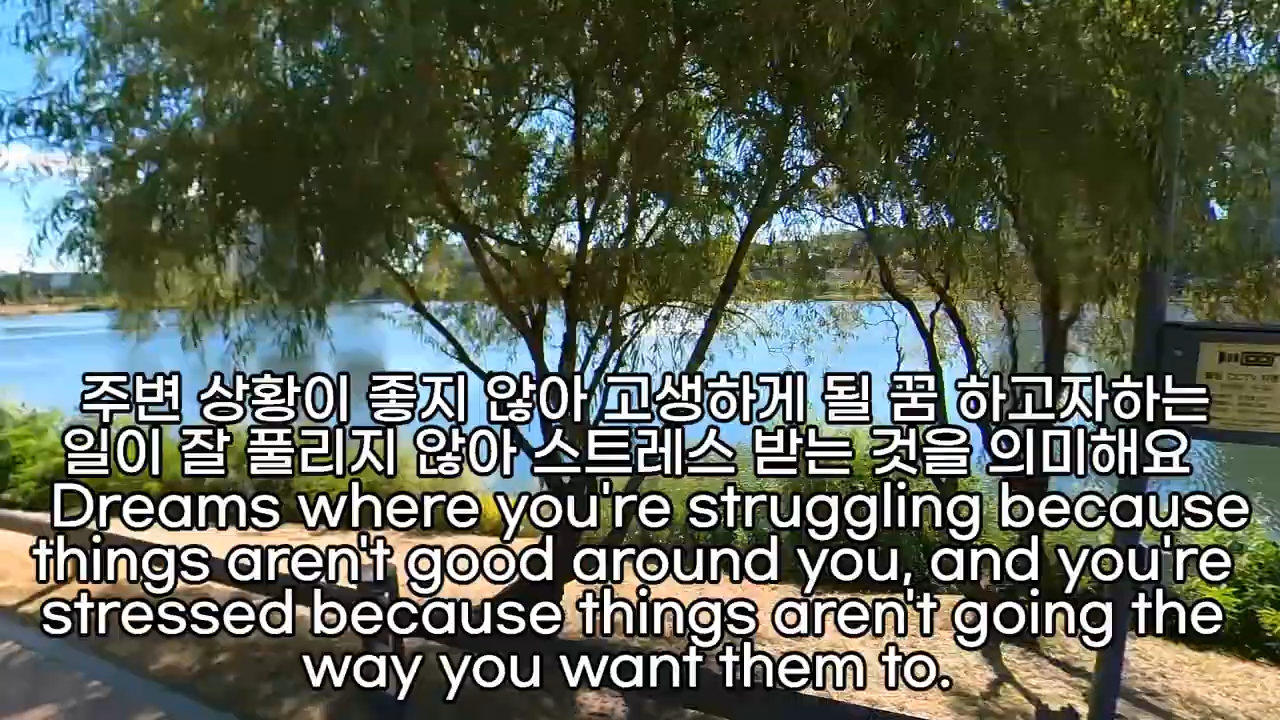 주변 상황이 좋지 않아 고생하게 될 꿈 하고자하는
일이 잘 풀리지 않아 스트레스 받는 것을 의미해요
Dreams where you're struggling because
things aren't good around you, and you're
stressed because things aren't going the
way you want them to.